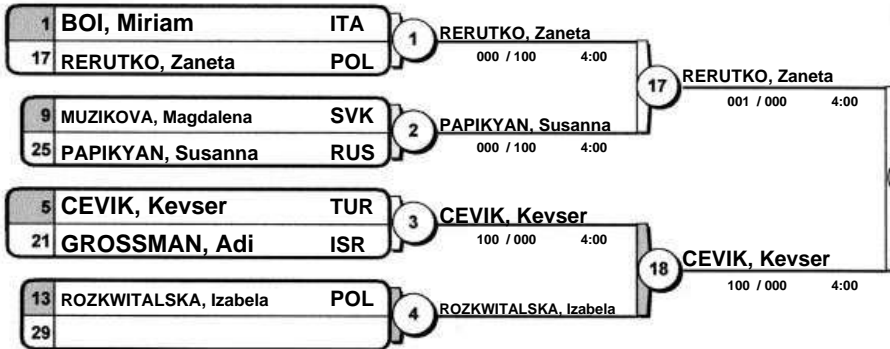 1 BOI, Miriam ITA
17 RERUTKO, Zaneta POL
1
RERUTKO, Zaneta
000 / 100 4:00
9 MUZIKOVA, Magdalena SVK
25 PAPIKYAN, Susanna RUS
2
PAPIKYAN, Susanna
000 / 100 4:00
17
RERUTKO, Zaneta
001 / 000 4:00
5 CEVIK, Kevser TUR
21 GROSSMAN, Adi ISR
3
CEVIK, Kevser
100 / 000 4:00
13 ROZKWITALSKA, Izabela POL
29
4
ROZKWITALSKA, Izabela
18
CEVIK, Kevser
100 / 000 4:00